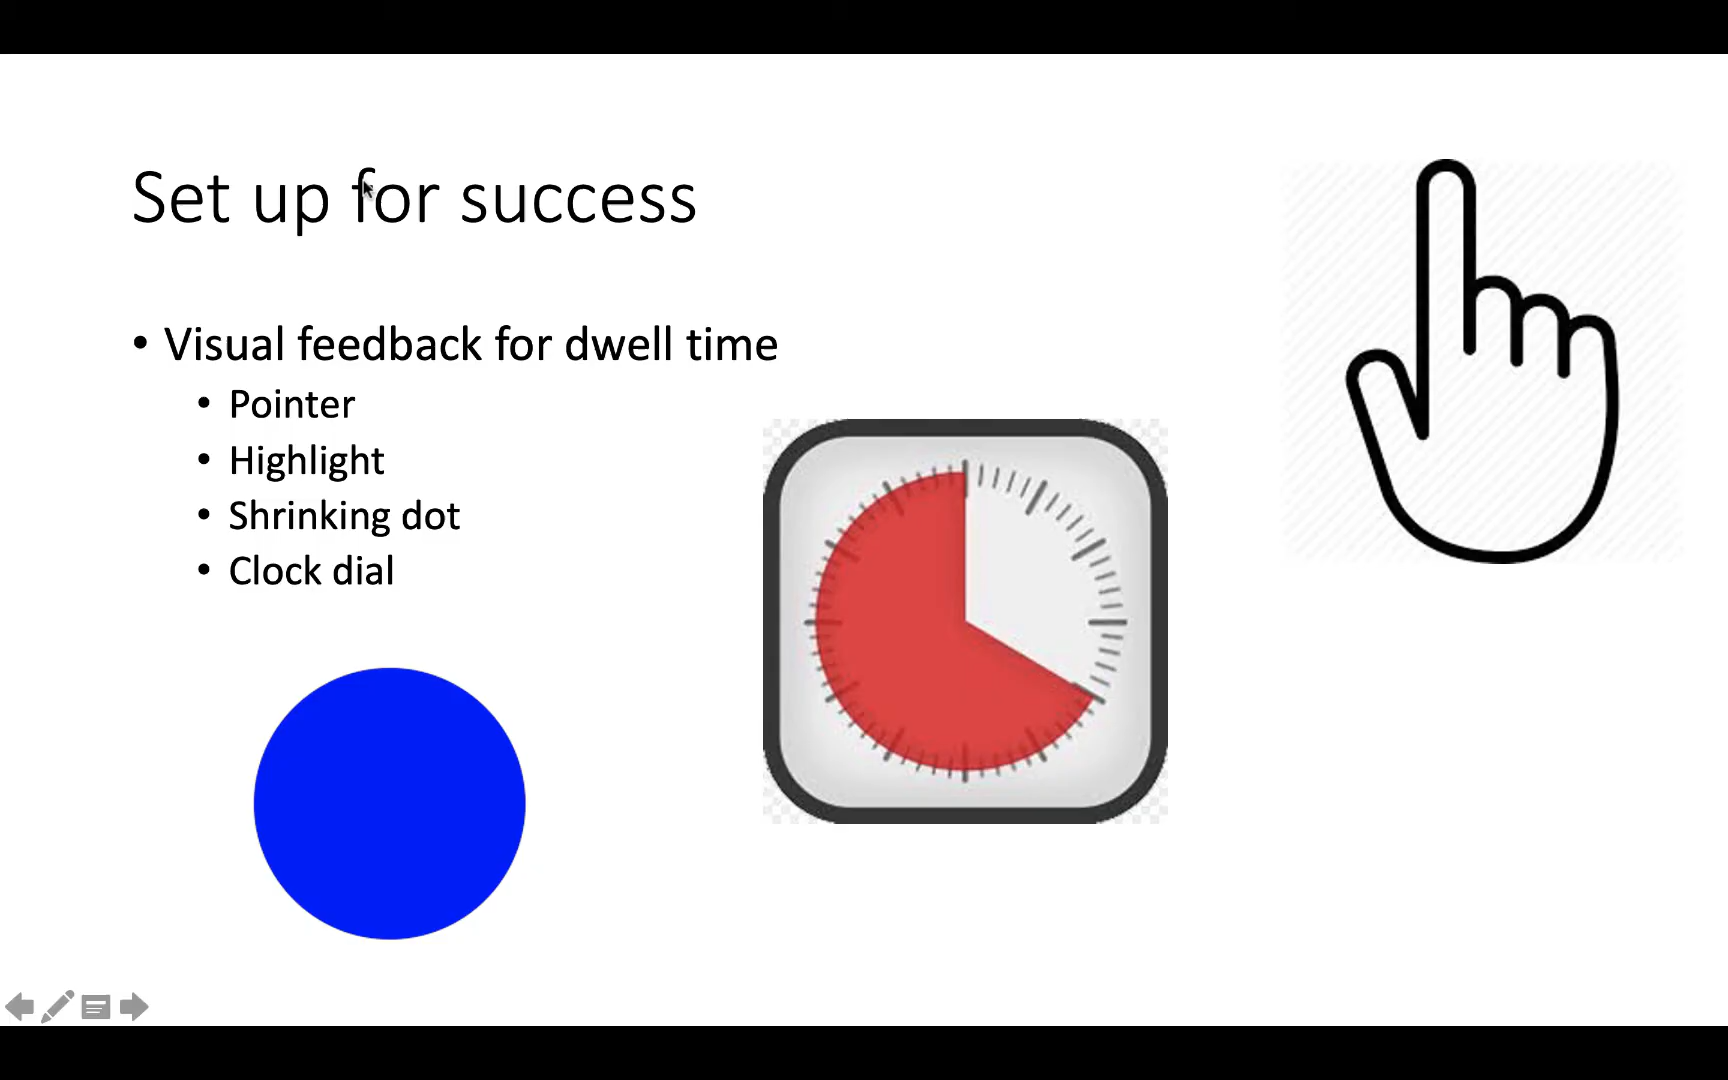 Set up for success
• Visual feedback for dwell time
• Pointer
• Highlight
• Shrinking dot
• Clock dial